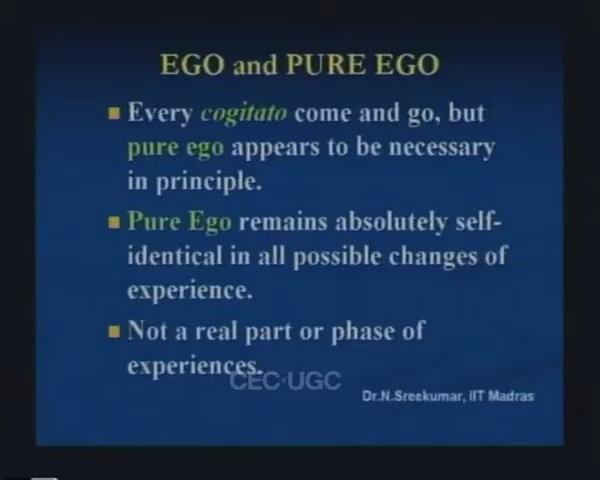 EGO and PURE EGO
Every cogitato come and go, but
pure ego appears to be necessary
in principle.
Pure Ego remains absolutely self-
identical in all possible changes of
experience.
Not a real part or phase of
experiences.
CEC-UGC
Dr.N.Sreekumar, IIT Madras